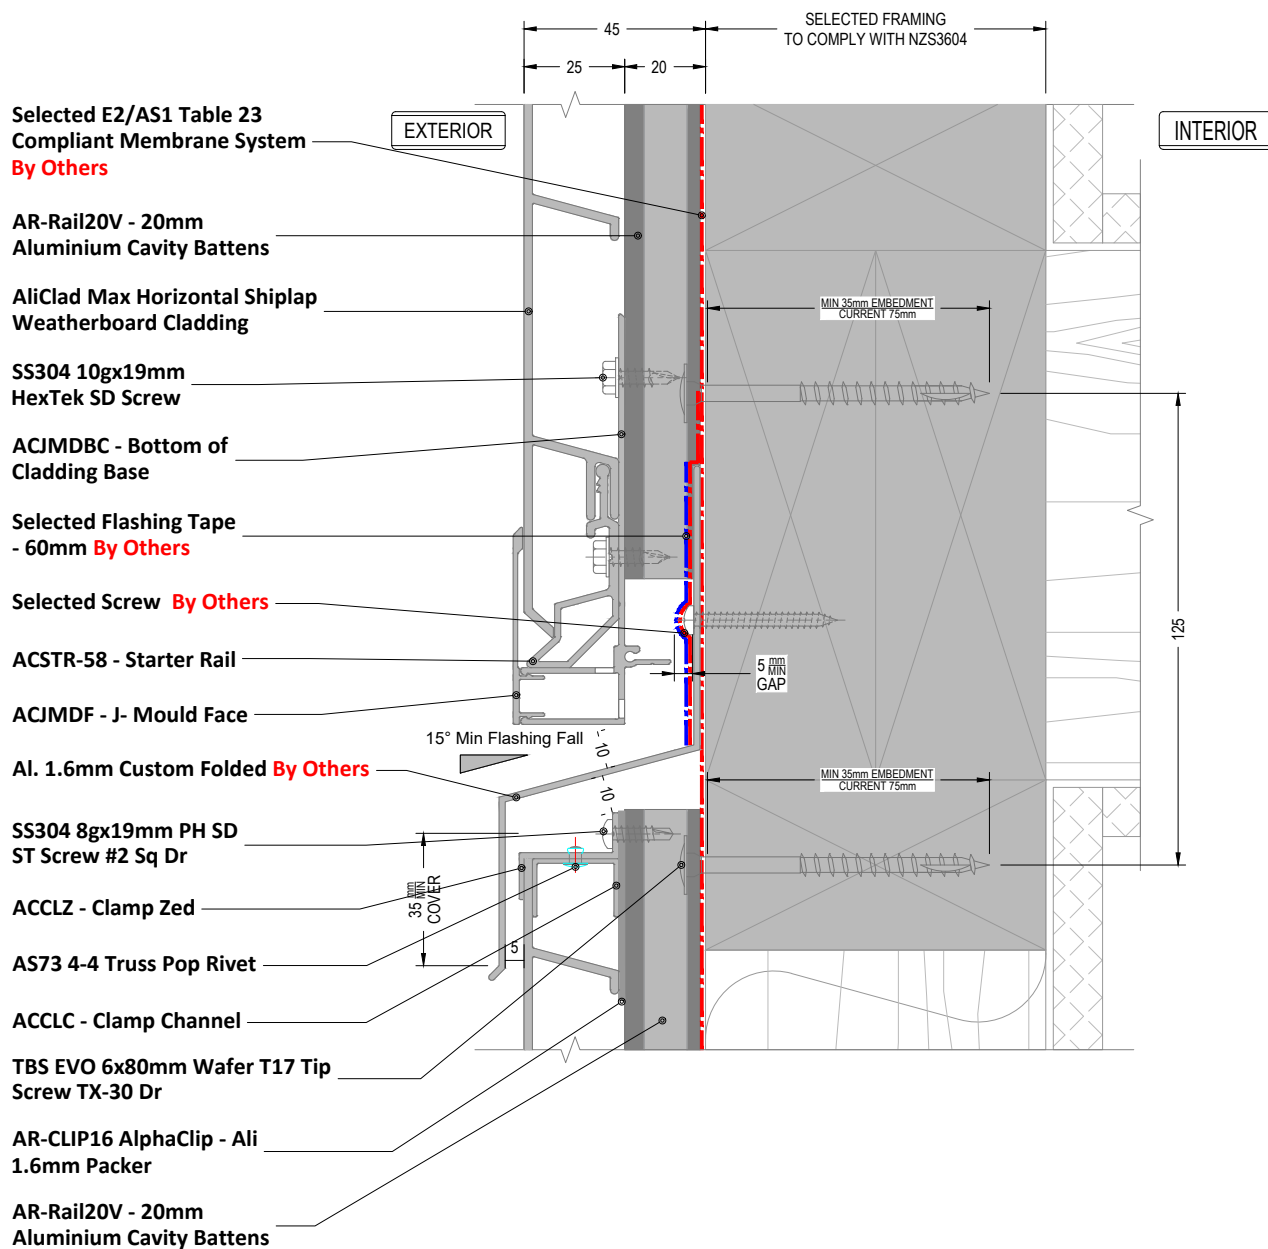 45
SELECTED FRAMING
TO COMPLY WITH NZS3604
25
20
EXTERIOR
INTERIOR
Selected E2/AS1 Table 23
Compliant Membrane System
By Others
AR-Rail20V - 20mm
Aluminium Cavity Battens
AliClad Max Horizontal Shiplap
Weatherboard Cladding
MIN 35mm EMBEDMENT
CURRENT 75mm
SS304 10gx19mm
HexTek SD Screw
ACJMDBC - Bottom of
Cladding Base
Selected Flashing Tape
- 60mm By Others
Selected Screw By Others
125
ACSTR-58 - Starter Rail
5 mm
MIN
GAP
ACJMDF - J- Mould Face
15° Min Flashing Fall
10
Al. 1.6mm Custom Folded By Others
10
MIN 35mm EMBEDMENT
CURRENT 75mm
SS304 8gx19mm PH SD
ST Screw #2 Sq Dr
35 mm
MIN
COVER
ACCLZ - Clamp Zed
5
AS73 4-4 Truss Pop Rivet
ACCLC - Clamp Channel
TBS EVO 6x80mm Wafer T17 Tip
Screw TX-30 Dr
AR-CLIP16 AlphaClip - Ali
1.6mm Packer
AR-Rail20V - 20mm
Aluminium Cavity Battens